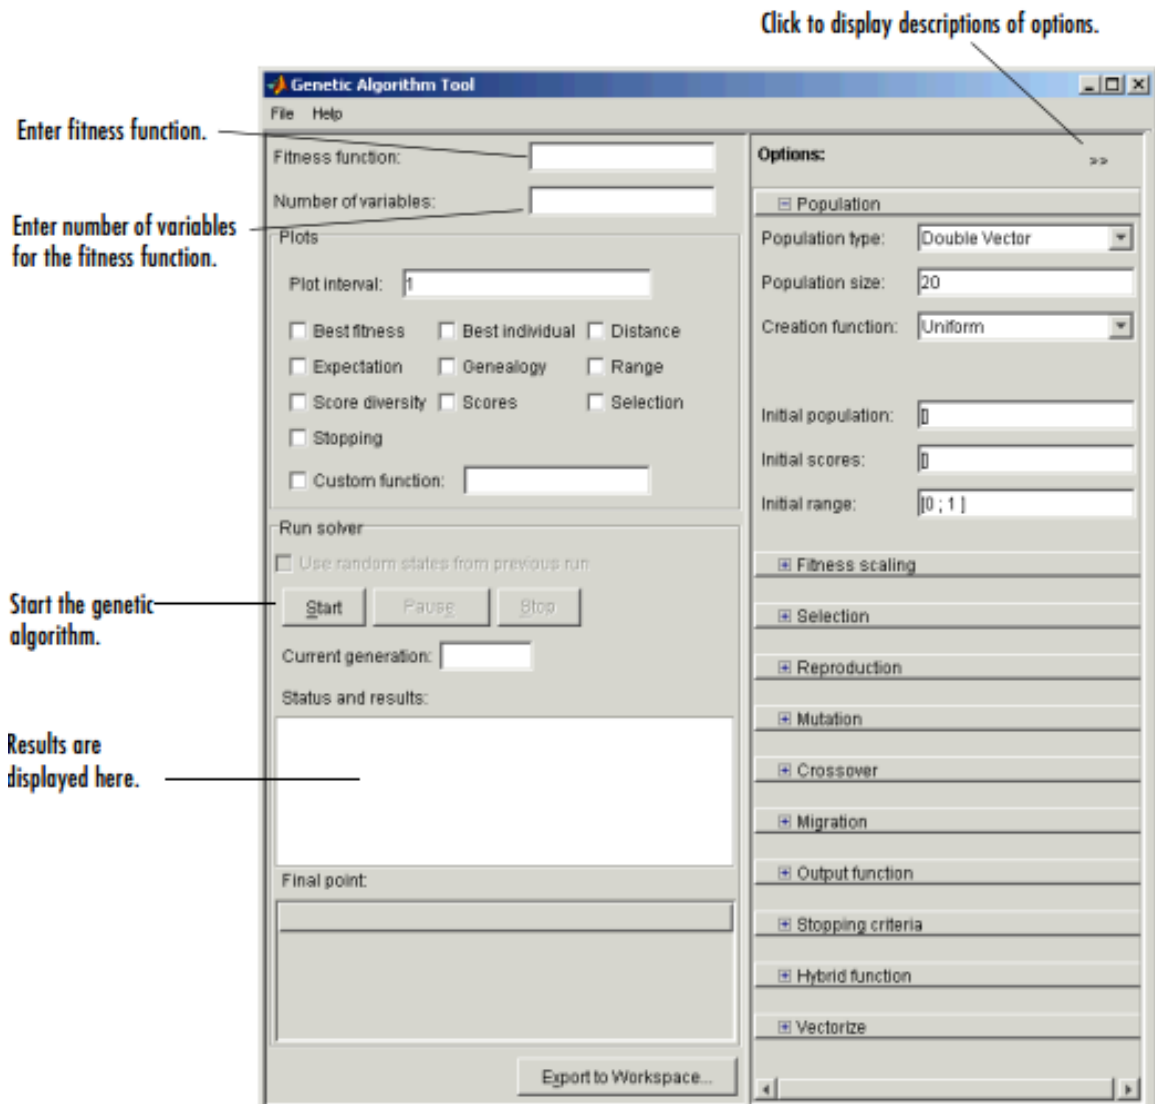 Click to display descriptions of options.
Genetic Algorithm Tool
File Help
Enter fitness function.
Fitness function:
Options:
>>
Number of variables:
Enter number of variables
for the fitness function.
Population
Plots
Population type: Double Vector
Plot interval: 1
Population size: 20
Creation function: Uniform
Best fitness Best individual Distance
Expectation Genealogy Range
Score diversity Scores Selection
Stopping
Custom function:
Initial population: []
Initial scores: []
Initial range: [0 ; 1 ]
Run solver
Use random states from previous run
Start the genetic
algorithm.
Start Pause Stop
Current generation:
Status and results:
Results are
displayed here.
Final point:
Export to Workspace...
Fitness scaling
Selection
Reproduction
Mutation
Crossover
Migration
Output function
Stopping criteria
Hybrid function
Vectorize